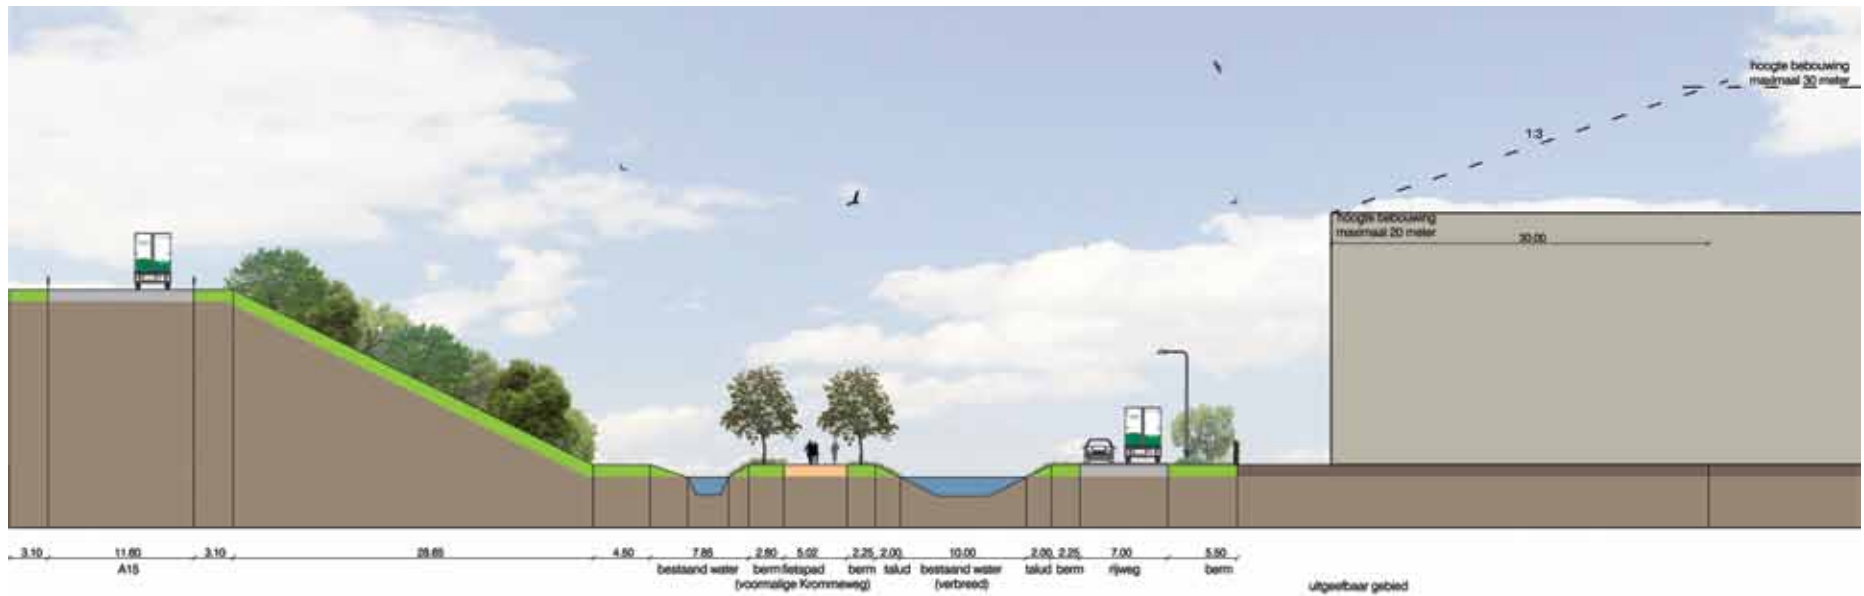 hoogte bebouwing
maximaal 30 meter
1:3
hoogte bebouwing
maximaal 20 meter
30.00
3.10 11.60 3.10 28.65 4.50 7.85 2.80 5.02 2.25 2.00 10.00 2.00 2.25 7.00 5.50
A15 bestaand water berm fietspad berm talud bestaand water talud berm rijweg berm
(voormalige Krommeweg) (verbreed)
uitgeefbaar gebied